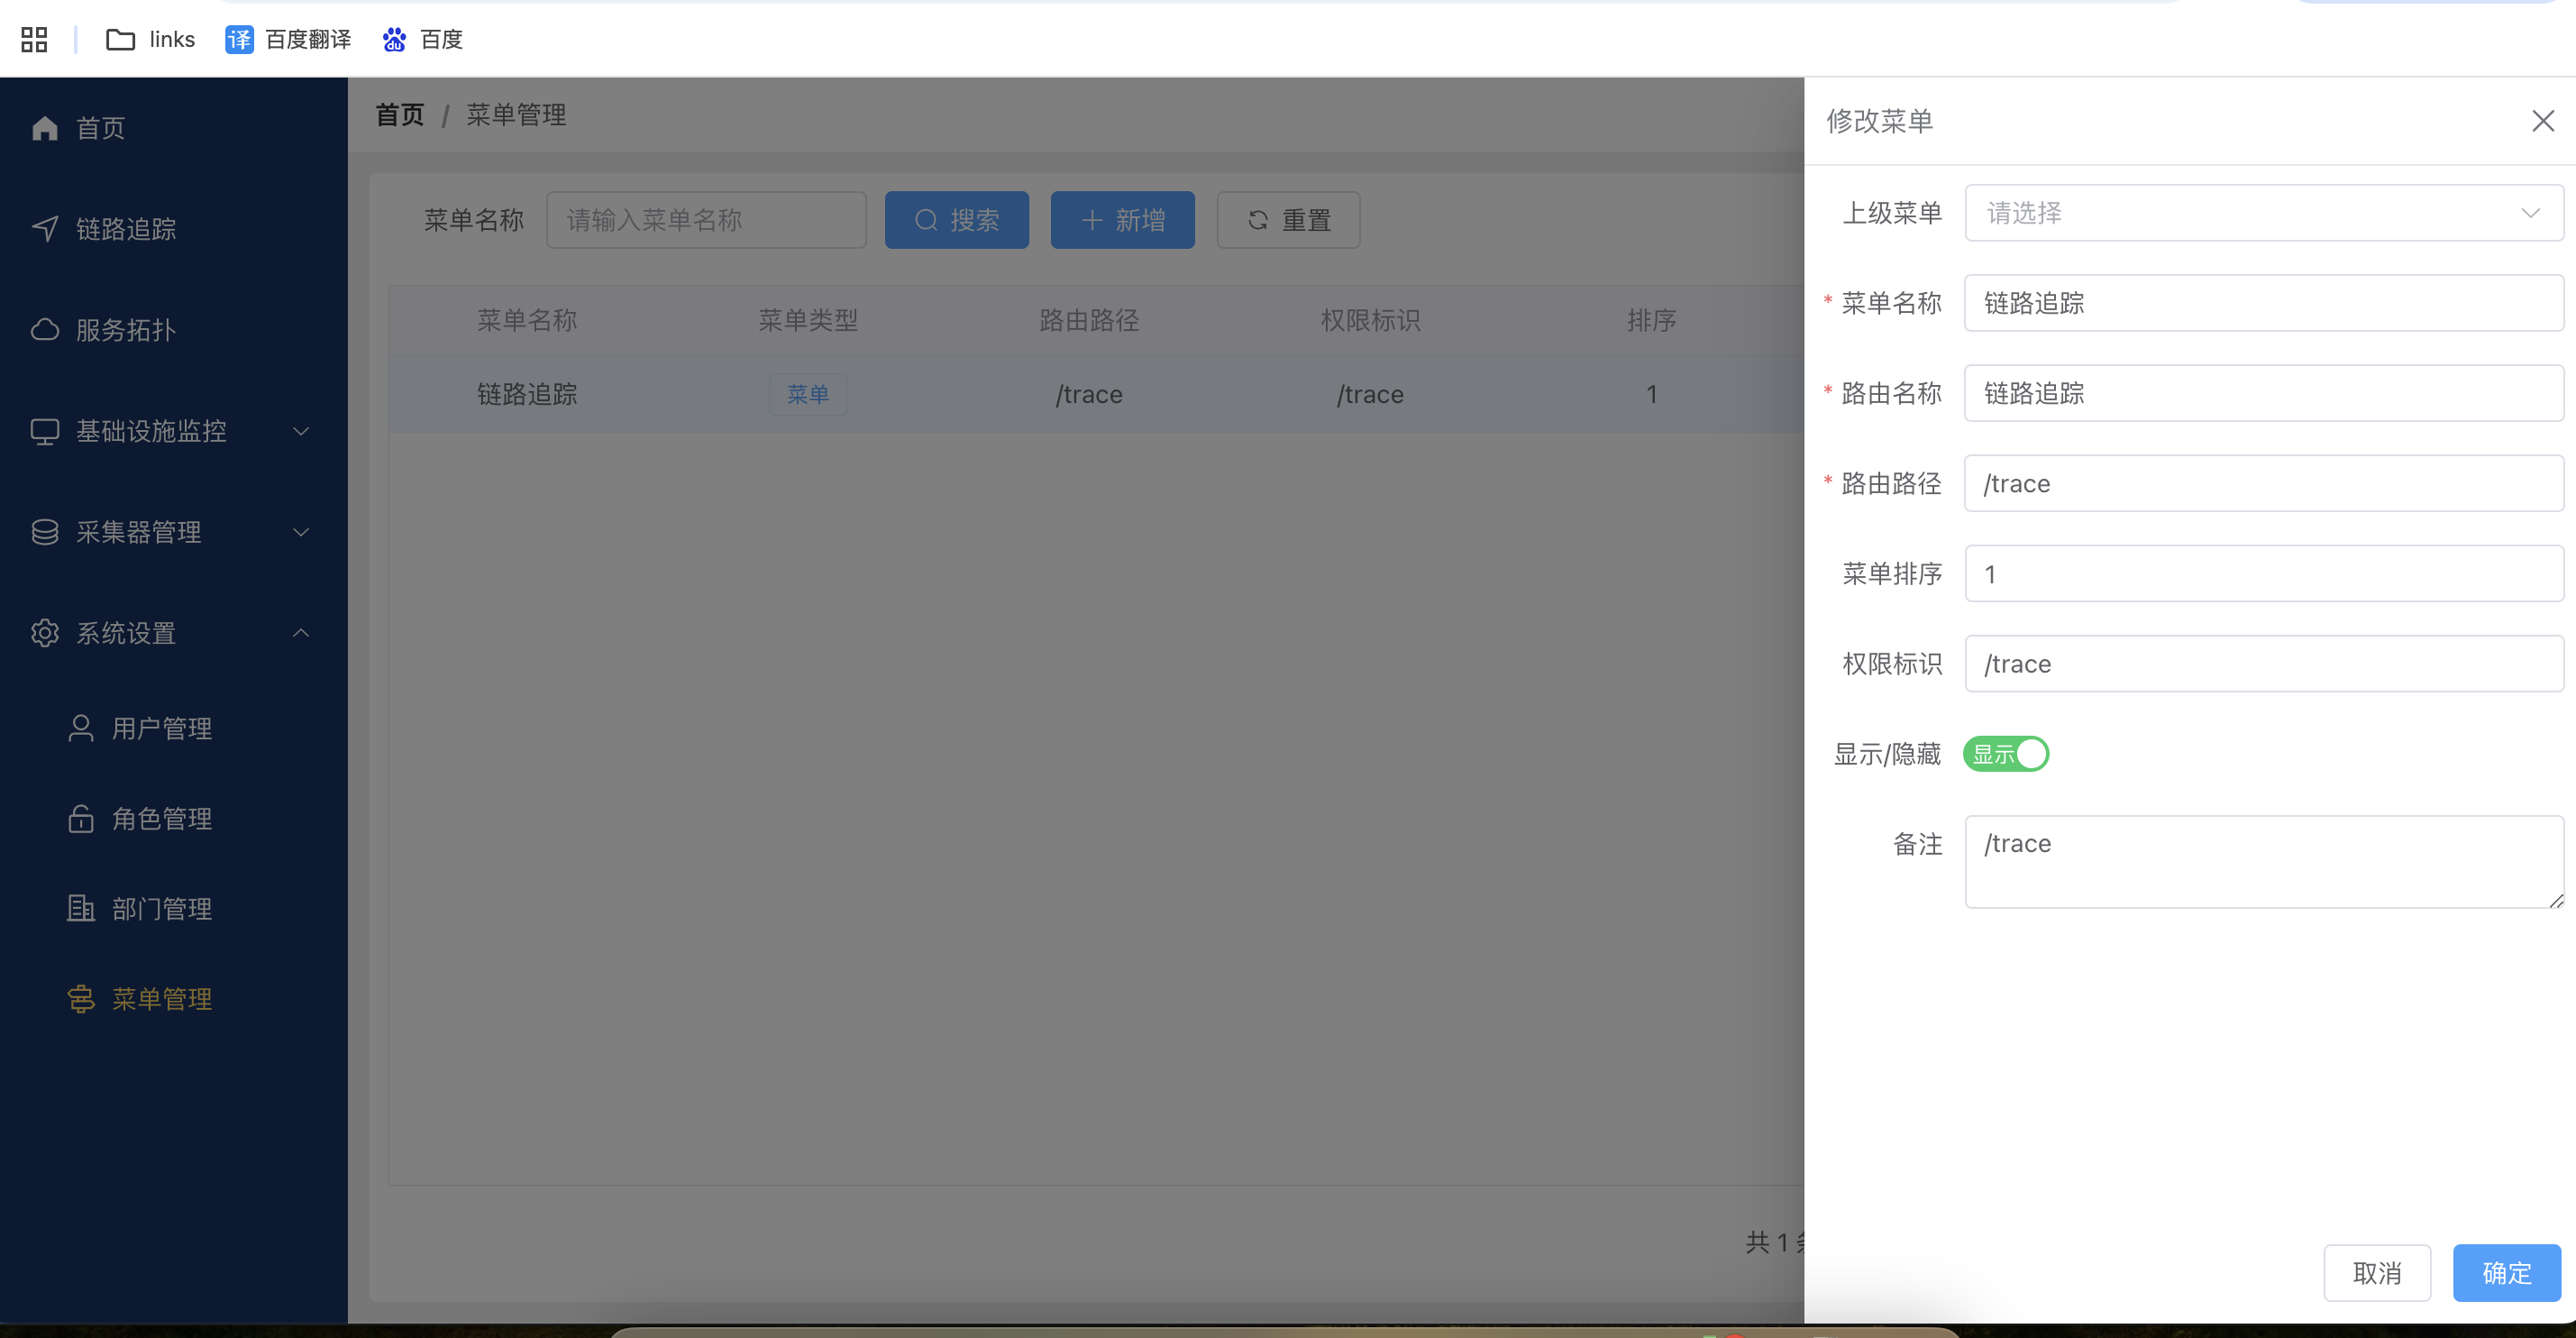 links 百度翻译 百度
首页
链路追踪
服务拓扑
基础设施监控
采集器管理
系统设置
用户管理
角色管理
部门管理
菜单管理
首页 / 菜单管理
菜单名称 请输入菜单名称 搜索 新增 重置
菜单名称 菜单类型 路由路径 权限标识 排序
链路追踪 菜单 /trace /trace 1
共 1
修改菜单
上级菜单 请选择
* 菜单名称 链路追踪
* 路由名称 链路追踪
* 路由路径 /trace
菜单排序 1
权限标识 /trace
显示/隐藏 显示
备注 /trace
取消 确定